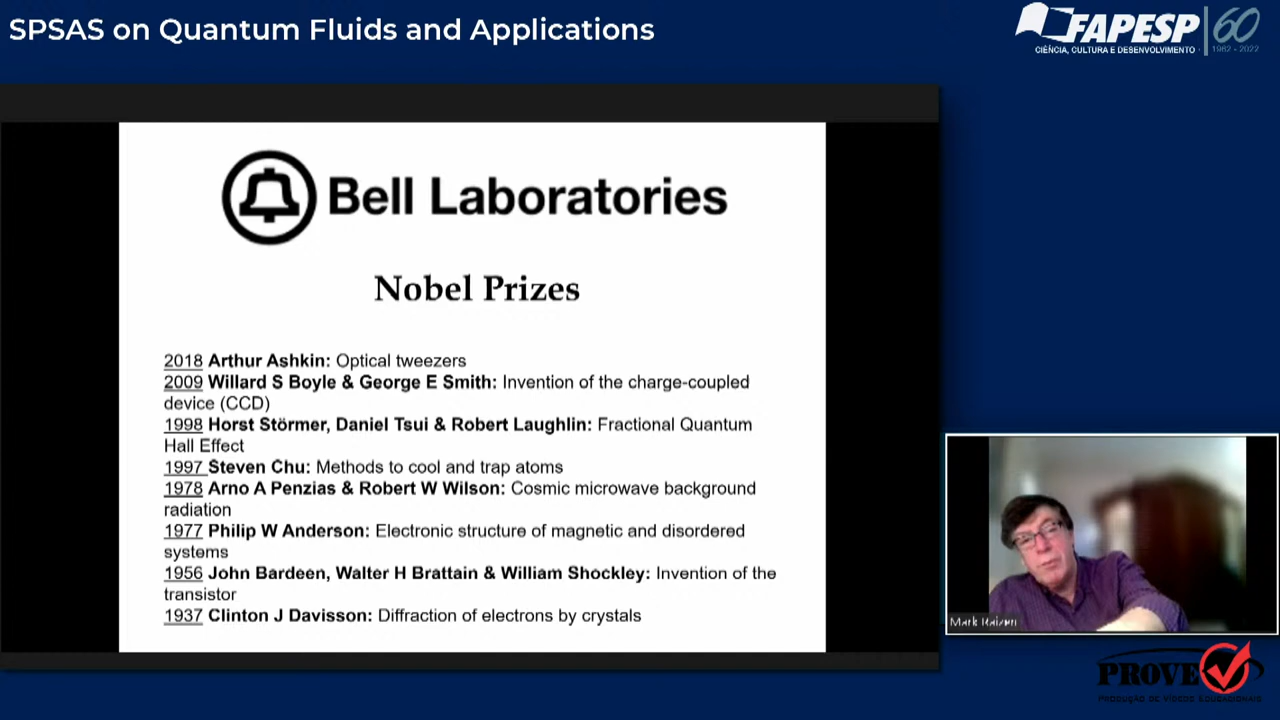 SPSAS on Quantum Fluids and Applications
FAPESP 60
CIÊNCIA, CULTURA E DESENVOLVIMENTO
1962 - 2022
Bell Laboratories
Nobel Prizes
2018 Arthur Ashkin: Optical tweezers
2009 Willard S Boyle & George E Smith: Invention of the charge-coupled
device (CCD)
1998 Horst Störmer, Daniel Tsui & Robert Laughlin: Fractional Quantum
Hall Effect
1997 Steven Chu: Methods to cool and trap atoms
1978 Arno A Penzias & Robert W Wilson: Cosmic microwave background
radiation
1977 Philip W Anderson: Electronic structure of magnetic and disordered
systems
1956 John Bardeen, Walter H Brattain & William Shockley: Invention of the
transistor
1937 Clinton J Davisson: Diffraction of electrons by crystals
Mark Raizen
PROVE
PRODUÇÃO DE VÍDEOS EDUCACIONAIS